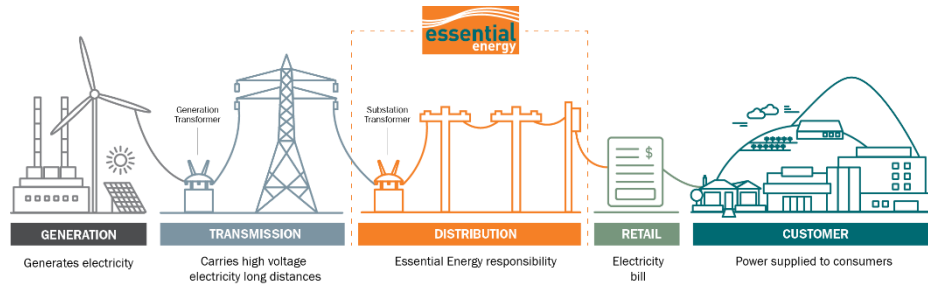 essential
energy
Generation
Transformer
Substation
Transformer
$
GENERATION
TRANSMISSION
DISTRIBUTION
RETAIL
CUSTOMER
Generates electricity
Carries high voltage
electricity long distances
Essential Energy responsibility
Electricity
bill
Power supplied to consumers